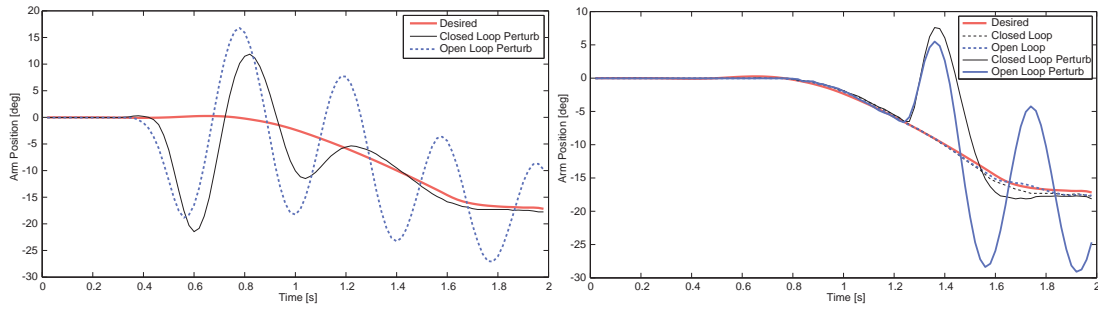 20
15
10
5
0
-5
-10
-15
-20
-25
-30
Arm Position [deg]
0 0.2 0.4 0.6 0.8 1 1.2 1.4 1.6 1.8 2
Time [s]
Desired
Closed Loop Perturb
Open Loop Perturb
10
5
0
-5
-10
-15
-20
-25
-30
Arm Position [deg]
0 0.2 0.4 0.6 0.8 1.0 1.2 1.4 1.6 1.8 2
Time [s]
Desired
Closed Loop
Open Loop
Closed Loop Perturb
Open Loop Perturb